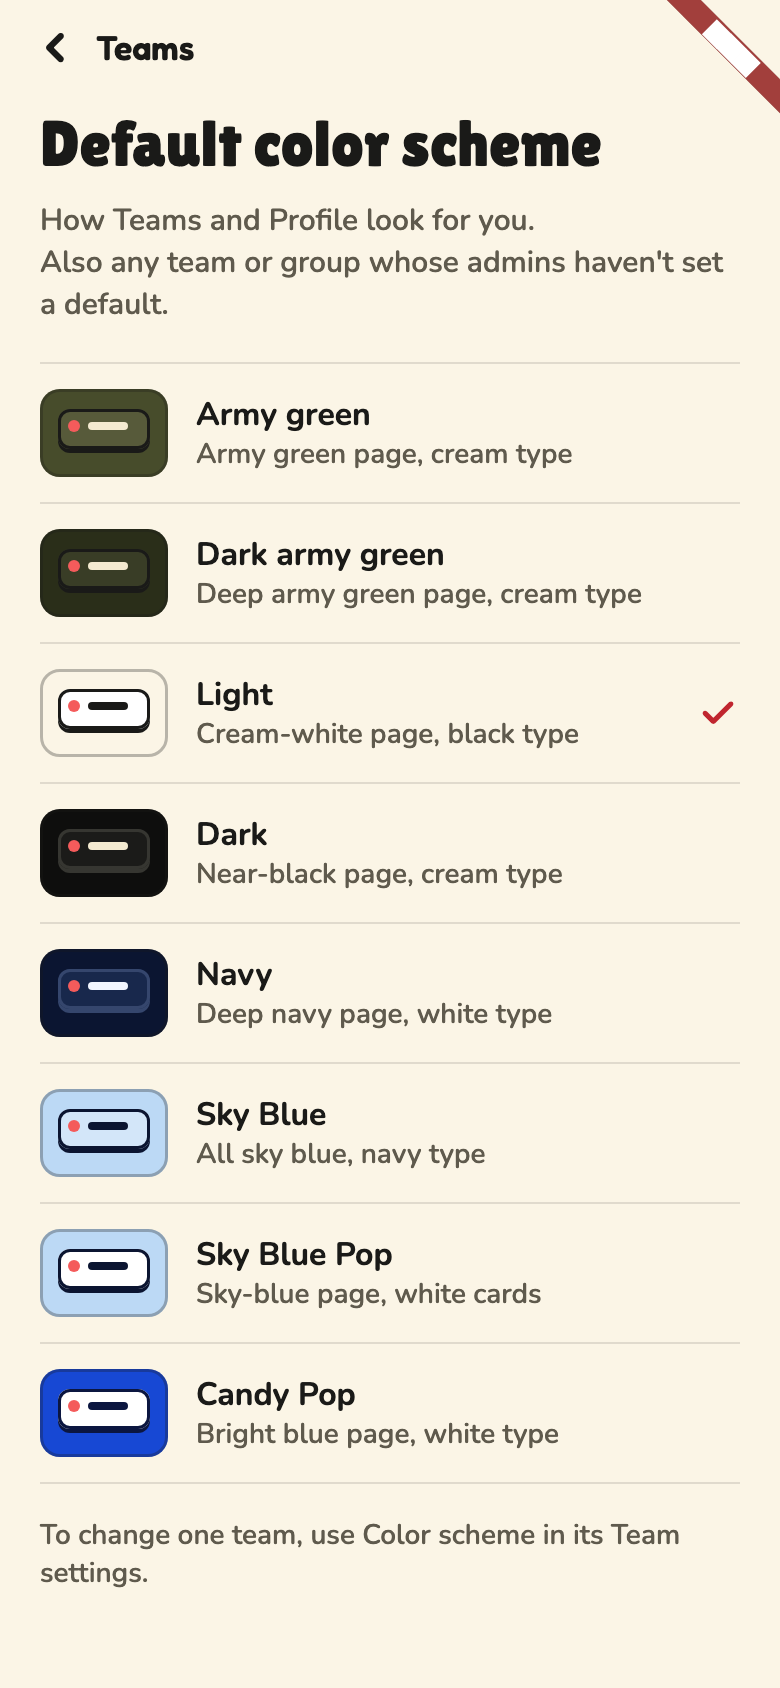 Teams
Default color scheme
How Teams and Profile look for you.
Also any team or group whose admins haven't set
a default.
Army green
Army green page, cream type
Dark army green
Deep army green page, cream type
Light
Cream-white page, black type
Dark
Near-black page, cream type
Navy
Deep navy page, white type
Sky Blue
All sky blue, navy type
Sky Blue Pop
Sky-blue page, white cards
Candy Pop
Bright blue page, white type
To change one team, use Color scheme in its Team
settings.